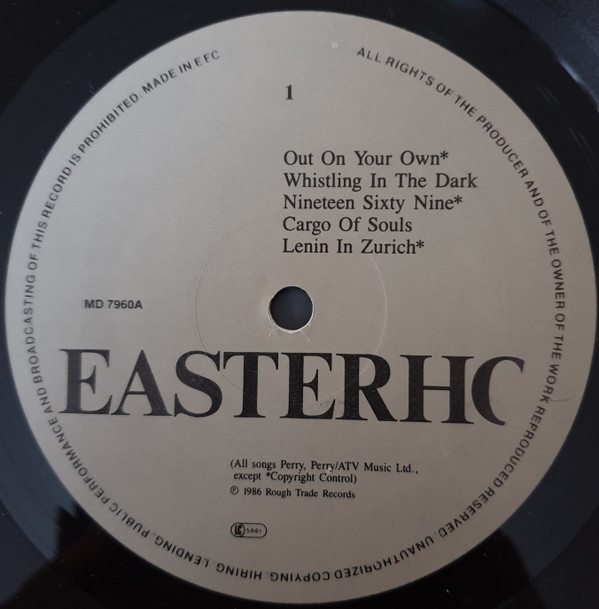 ALL RIGHTS OF THE PRODUCER AND OF THE OWNER OF THE WORK REPRODUCED RESERVED. UNAUTHORIZED COPYING. HIRING. LENDING. PUBLIC PERFORMANCE AND BROADCASTING OF THIS RECORD IS PROHIBITED. MADE IN EFC
1
Out On Your Own*
Whistling In The Dark
Nineteen Sixty Nine*
Cargo Of Souls
Lenin In Zurich*
MD 7960A
EASTERHO
(All songs Perry, Perry/ATV Music Ltd.,
except *Copyright Control)
℗ 1986 Rough Trade Records
LC 5661